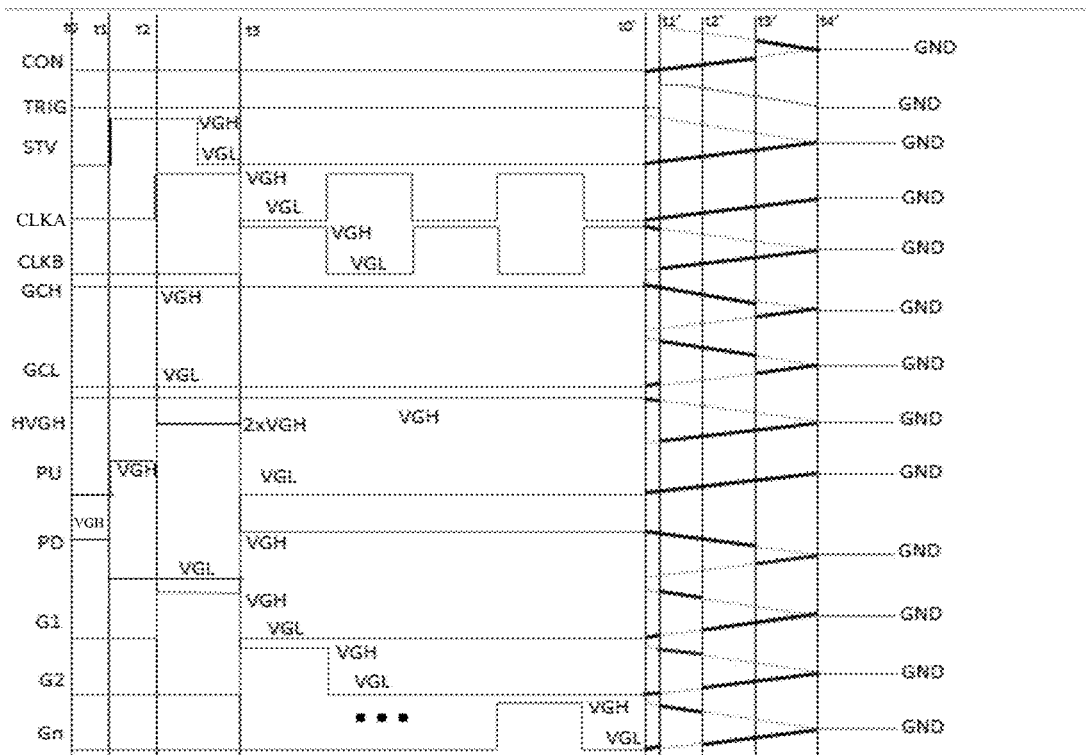 t0 t1 t2 t3 t0' t1' t2' t3' t4'
CON GND
TRIG GND
VGH
STV VGL GND
VGH
CLKA VGL GND
VGH
CLKB VGL GND
GCH VGH GND
GCL VGL GND
HVGH 2xVGH VGH GND
PU VGH VGL GND
VGH
PD VGH GND
VGL
VGH
G1 VGL GND
VGH
G2 VGL GND
••• VGH
Gn VGL GND